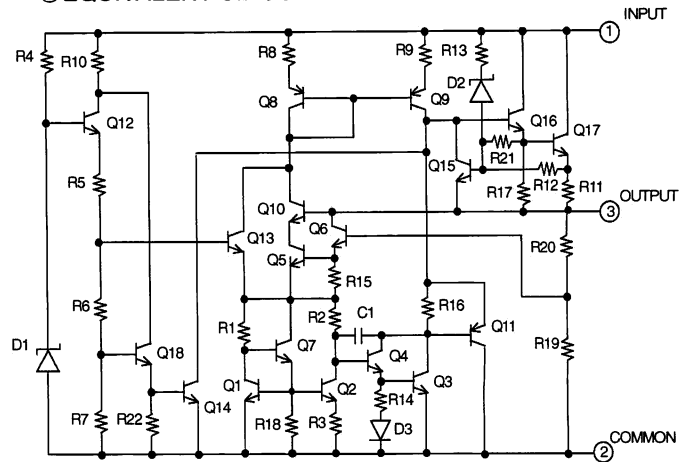 INPUT
1
R4
R10
R8
R9
R13
D2
Q8
Q9
Q16
Q12
Q17
R21
Q15
R12
R5
R17
R11
OUTPUT
3
Q10
Q6
Q13
R20
Q5
R15
R6
R2
C1
R16
R1
Q11
D1
Q7
R19
Q18
Q4
Q1
Q2
Q3
Q14
R14
R7
R22
R18
R3
D3
COMMON
2